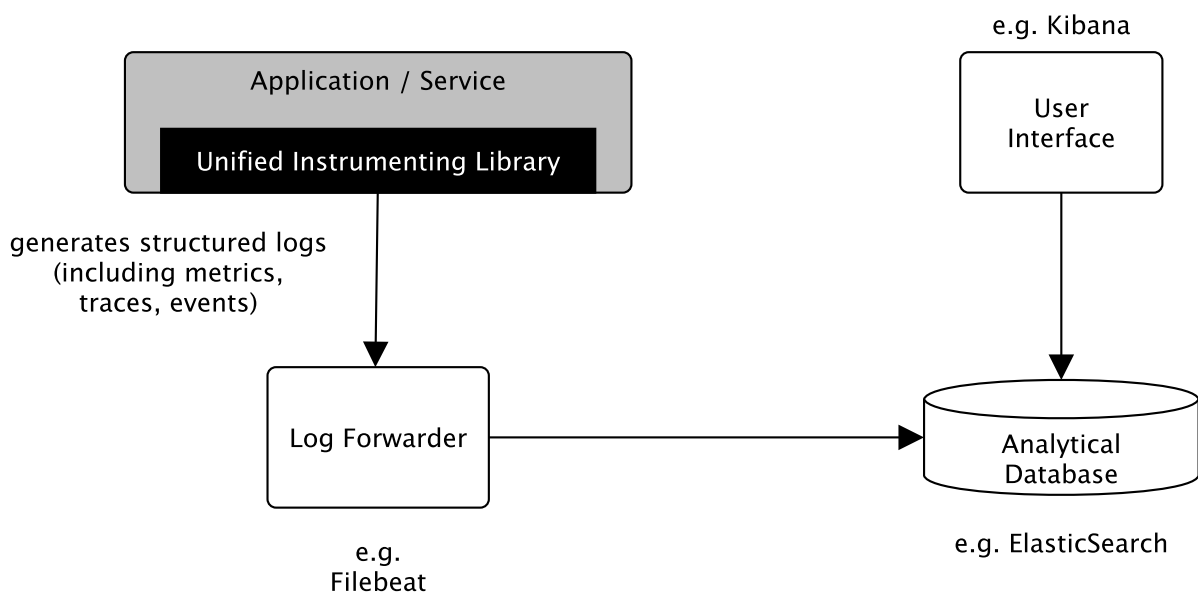 e.g. Kibana
Application / Service
Unified Instrumenting Library
User
Interface
generates structured logs
(including metrics,
traces, events)
Log Forwarder
Analytical
Database
e.g.
Filebeat
e.g. ElasticSearch